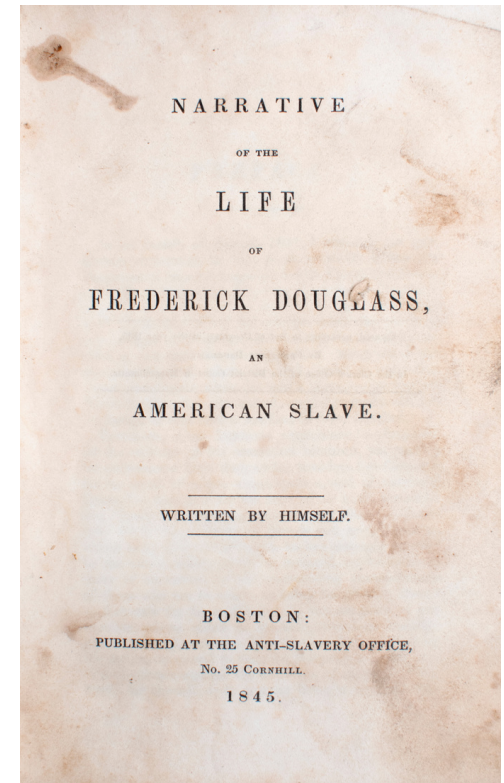 NARRATIVE
OF THE
LIFE
OF
FREDERICK DOUGLASS,
AN
AMERICAN SLAVE.
WRITTEN BY HIMSELF.
BOSTON:
PUBLISHED AT THE ANTI-SLAVERY OFFICE,
No. 25 Cornhill.
1845.